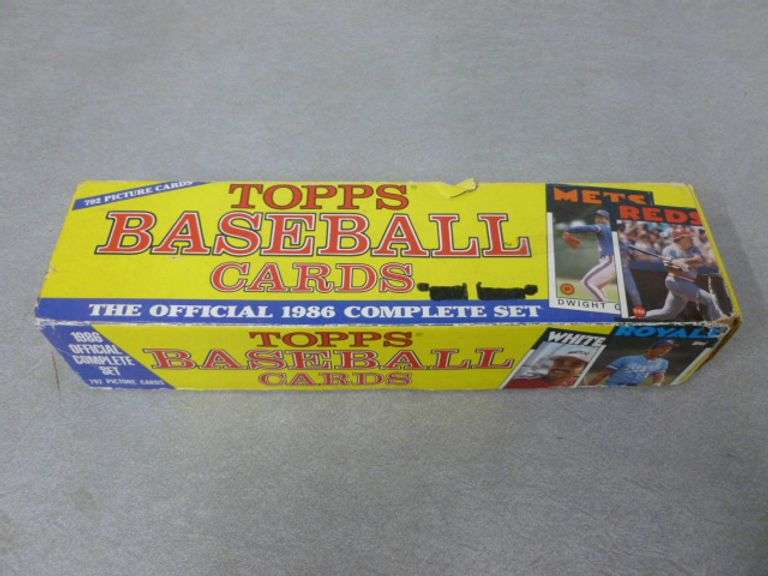 792 PICTURE CARDS
TOPPS
BASEBALL
CARDS
THE OFFICIAL 1986 COMPLETE SET
METS
REDS
DWIGHT
1986
OFFICIAL
COMPLETE
SET
792 PICTURE CARDS
TOPPS
BASEBALL
CARDS
WHITE
ROYALS